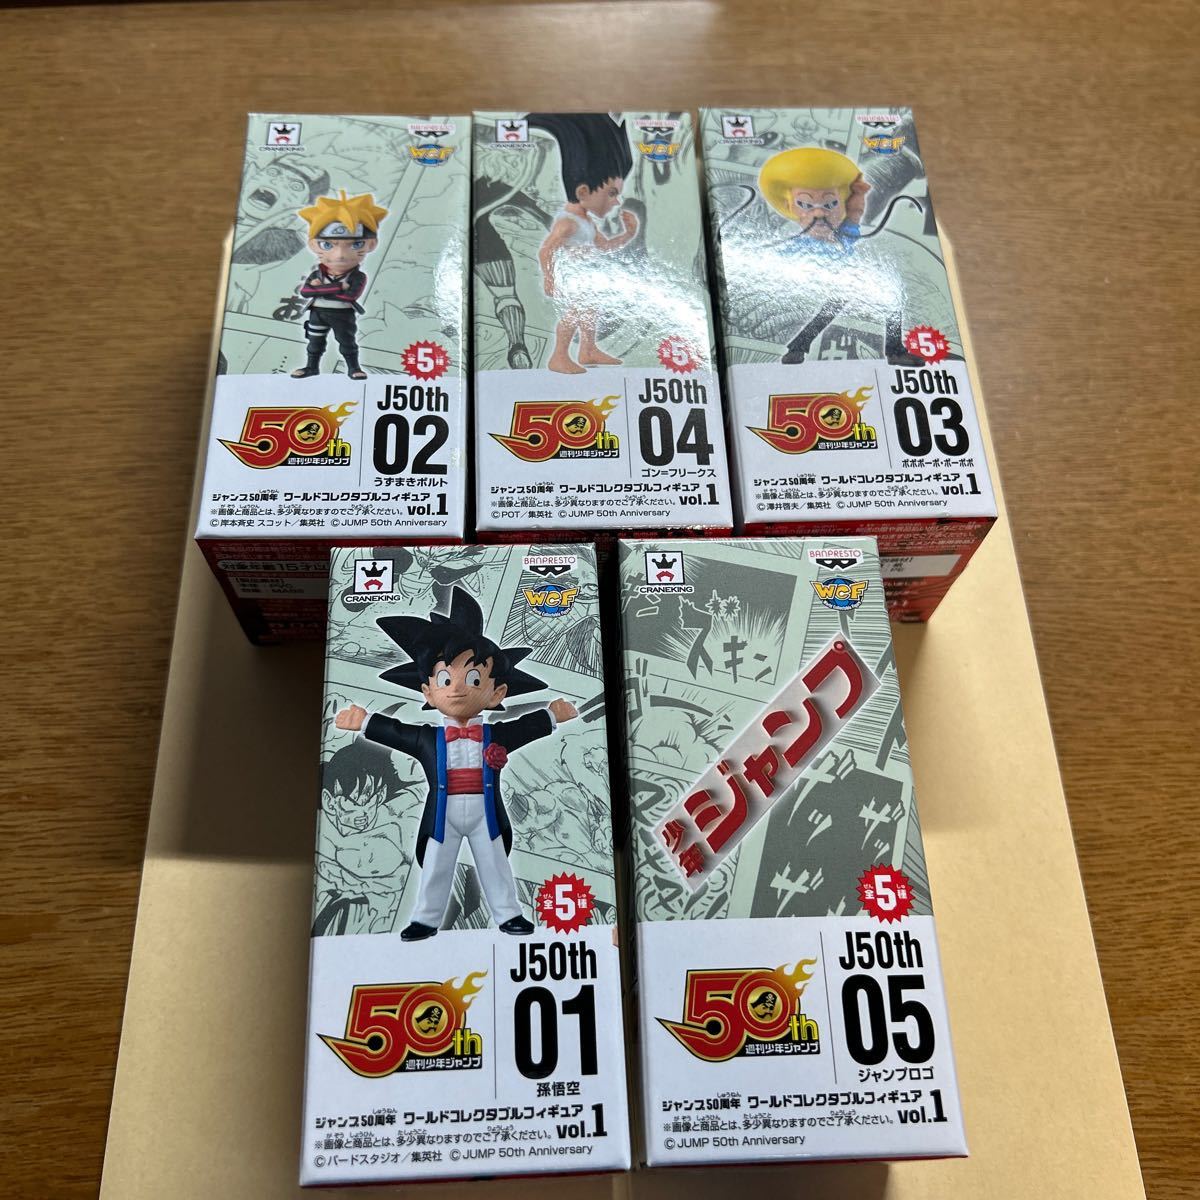 CRANEKING
BANPRESTO
WCF
全5種
50th
週刊少年ジャンプ
J50th
02
うずまきボルト
ジャンプ50周年 ワールドコレクタブルフィギュア
vol.1
※画像と商品とは、多少異なりますのでご了承ください。
©岸本斉史 スコット/集英社 ©JUMP 50th Anniversary
対象年齢15才以
CRANEKING
BANPRESTO
WCF
全5種
50th
週刊少年ジャンプ
J50th
04
ゴン=フリークス
ジャンプ50周年 ワールドコレクタブルフィギュア
vol.1
※画像と商品とは、多少異なりますのでご了承ください。
©POT/集英社 ©JUMP 50th Anniversary
CRANEKING
BANPRESTO
WCF
全5種
50th
週刊少年ジャンプ
J50th
03
ボボボーボ・ボーボボ
ジャンプ50周年 ワールドコレクタブルフィギュア
vol.1
※画像と商品とは、多少異なりますのでご了承ください。
©澤井啓夫/集英社 ©JUMP 50th Anniversary
CRANEKING
BANPRESTO
WCF
World Collectable Figure
全5種
50th
週刊少年ジャンプ
J50th
01
孫悟空
ジャンプ50周年 ワールドコレクタブルフィギュア
vol.1
※画像と商品とは、多少異なりますのでご了承ください。
©バードスタジオ/集英社 ©JUMP 50th Anniversary
CRANEKING
BANPRESTO
WCF
World Collectable Figure
スキン
少年ジャンプ
全5種
50th
週刊少年ジャンプ
J50th
05
ジャンプロゴ
ジャンプ50周年 ワールドコレクタブルフィギュア
vol.1
※画像と商品とは、多少異なりますのでご了承ください。
©JUMP 50th Anniversary